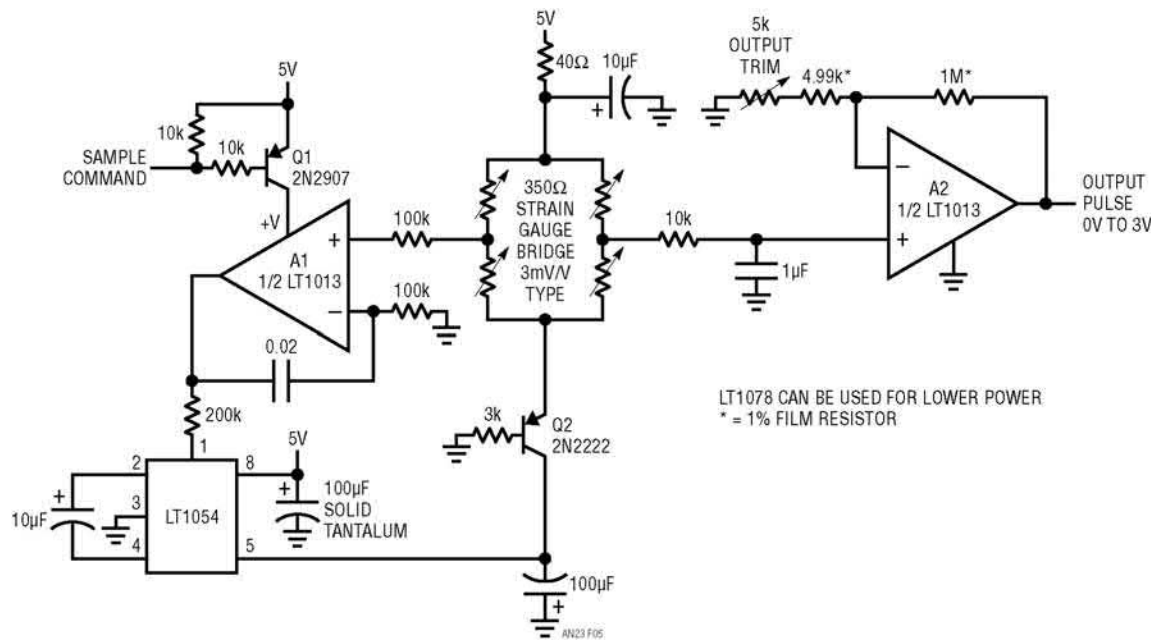 5V
40Ω
10µF
+
5k
OUTPUT
TRIM
4.99k*
1M*
5V
10k
10k
SAMPLE
COMMAND
Q1
2N2907
+V
A1
1/2 LT1013
+
−
100k
100k
350Ω
STRAIN
GAUGE
BRIDGE
3mV/V
TYPE
10k
1µF
−
A2
1/2 LT1013
+
OUTPUT
PULSE
0V TO 3V
0.02
200k
3k
Q2
2N2222
LT1078 CAN BE USED FOR LOWER POWER
* = 1% FILM RESISTOR
5V
1
2
8
3
4
5
LT1054
+
10µF
+
100µF
SOLID
TANTALUM
100µF
+
AN23 F05